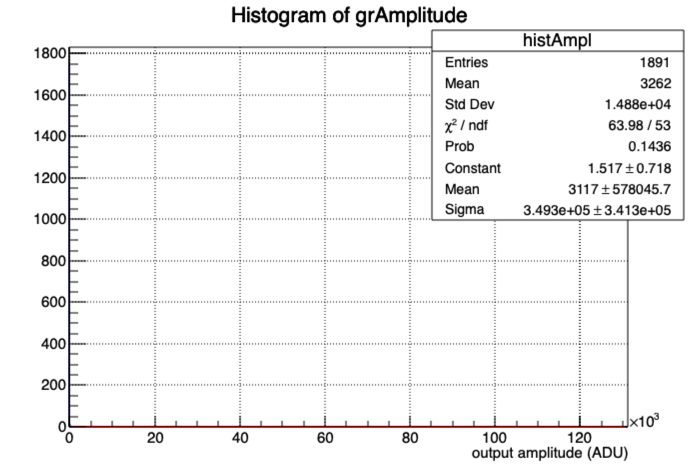 Histogram of grAmplitude
histAmpl
Entries 1891
Mean 3262
Std Dev 1.488e+04
χ² / ndf 63.98 / 53
Prob 0.1436
Constant 1.517 ± 0.718
Mean 3117 ± 578045.7
Sigma 3.493e+05 ± 3.413e+05
1800
1600
1400
1200
1000
800
600
400
200
0
0 20 40 60 80 100 120 ×10³
output amplitude (ADU)